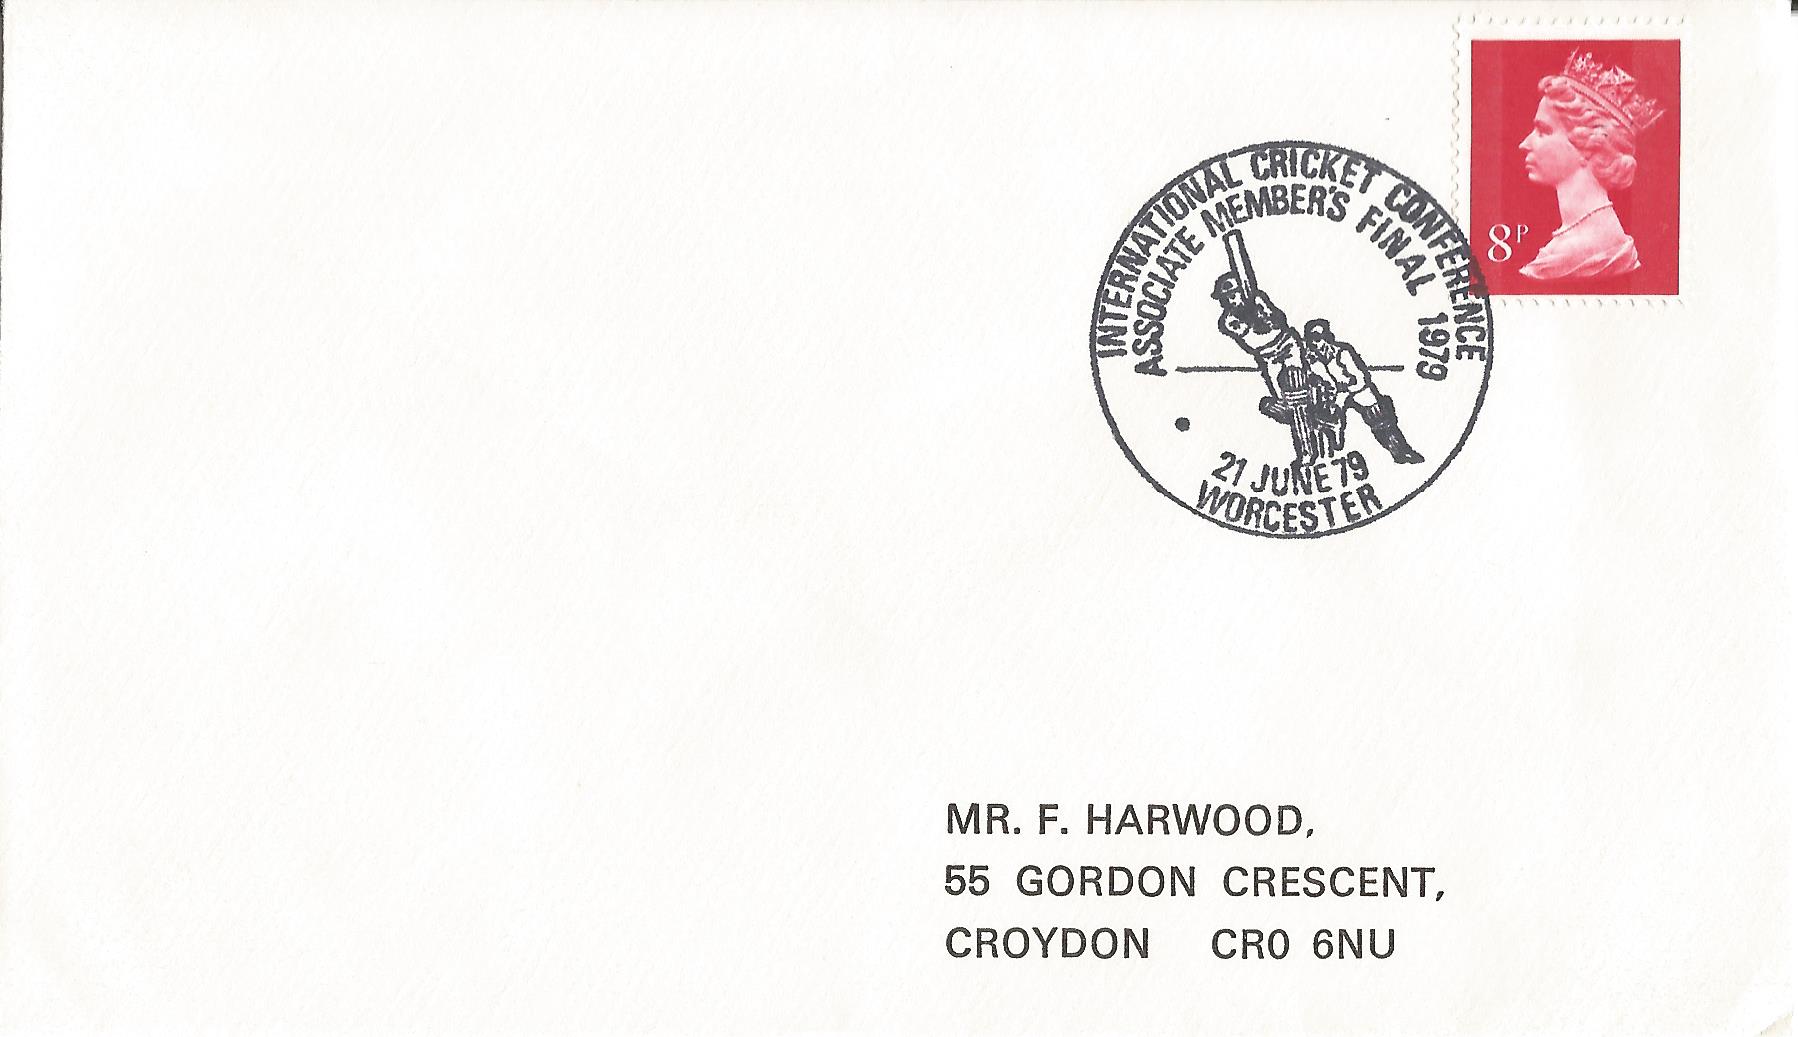 INTERNATIONAL CRICKET CONFERENCE
ASSOCIATE MEMBER'S FINAL 1979
21 JUNE 79
WORCESTER
8P
MR. F. HARWOOD,
55 GORDON CRESCENT,
CROYDON CR0 6NU